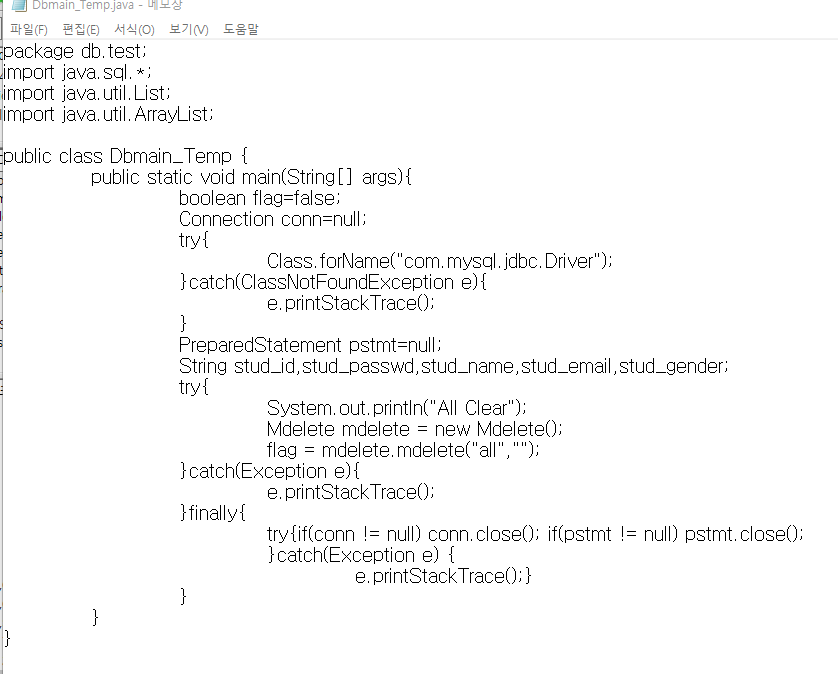 Dbmain_Temp.java - 메모장
파일(F) 편집(E) 서식(O) 보기(V) 도움말
package db.test;
import java.sql.*;
import java.util.List;
import java.util.ArrayList;
public class Dbmain_Temp {
public static void main(String[] args){
boolean flag=false;
Connection conn=null;
try{
Class.forName("com.mysql.jdbc.Driver");
}catch(ClassNotFoundException e){
e.printStackTrace();
}
PreparedStatement pstmt=null;
String stud_id,stud_passwd,stud_name,stud_email,stud_gender;
try{
System.out.println("All Clear");
Mdelete mdelete = new Mdelete();
flag = mdelete.mdelete("all","");
}catch(Exception e){
e.printStackTrace();
}finally{
try{if(conn != null) conn.close(); if(pstmt != null) pstmt.close();
}catch(Exception e) {
e.printStackTrace();}
}
}
}